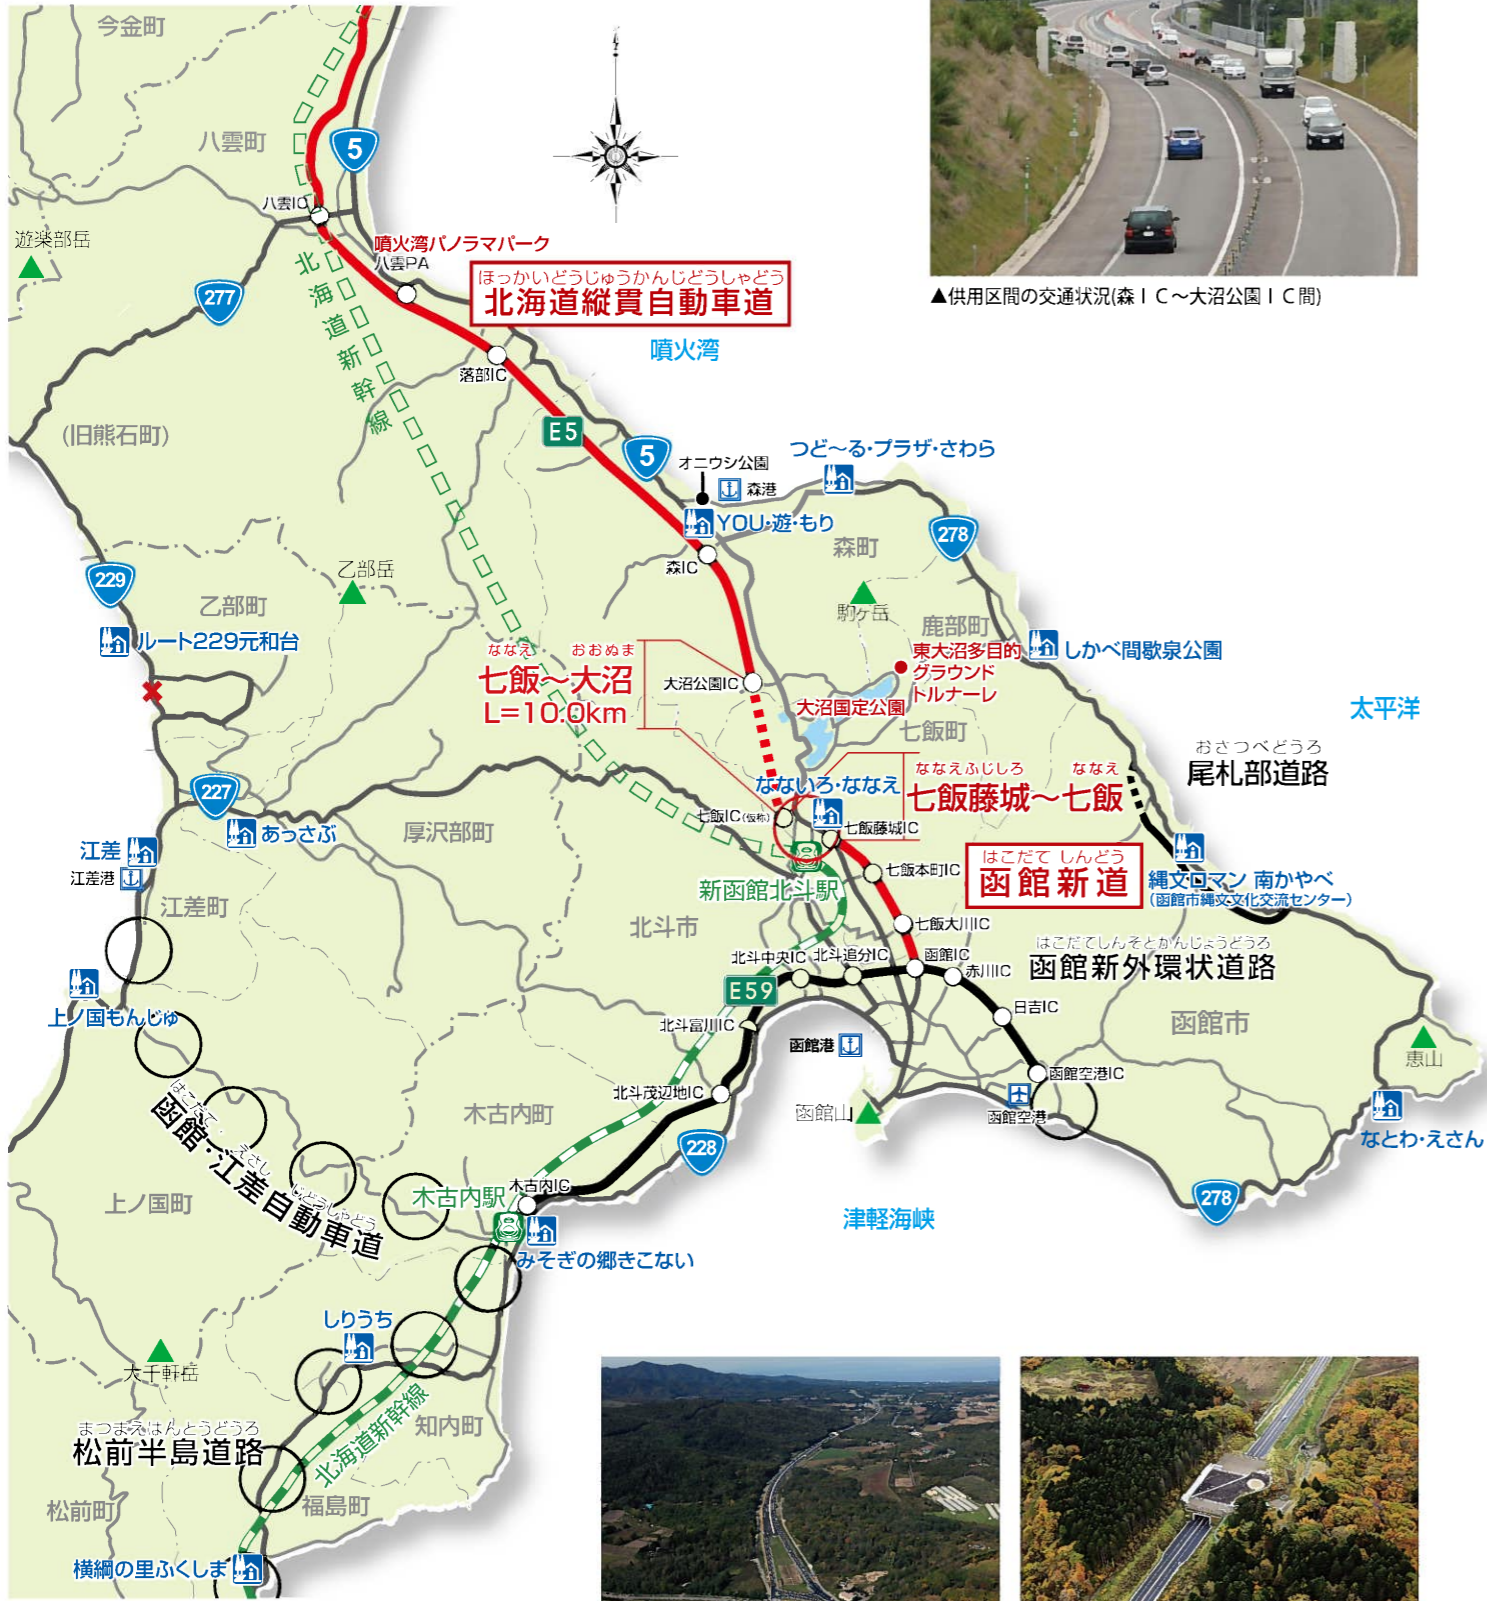 今金町
八雲町
5
八雲IC
遊楽部岳
277
噴火湾パノラマパーク
八雲PA
ほっかいどうじゅうかんじどうしゃどう
北海道縦貫自動車道
▲供用区間の交通状況(森ＩＣ～大沼公園ＩＣ間)
噴火湾
北海道新幹線
落部IC
(旧熊石町)
E5
5
オニウシ公園
森港
つど～る・プラザ・さわら
YOU・遊・もり
278
森町
森IC
乙部岳
229
乙部町
駒ヶ岳
鹿部町
ルート229元和台
しかべ間歇泉公園
東大沼多目的
グラウンド
トルナーレ
ななえ おおぬま
七飯～大沼
L=10.0km
大沼公園IC
大沼国定公園
七飯町
太平洋
おさつべどうろ
尾札部道路
227
なないろ・ななえ
ななえふじしろ ななえ
七飯藤城～七飯
七飯IC(仮称)
七飯藤城IC
厚沢部町
あっさぶ
江差
江差港
江差町
七飯本町IC
新函館北斗駅
はこだて しんどう
函館新道
縄文ロマン 南かやべ
(函館市縄文文化交流センター)
北斗市
七飯大川IC
はこだてしんそとかんじょうどうろ
函館新外環状道路
北斗中央IC
北斗追分IC
函館IC
赤川IC
E59
日吉IC
函館市
上ノ国もんじゅ
北斗富川IC
函館港
恵山
函館空港IC
北斗茂辺地IC
函館山
函館空港
木古内町
なとわ・えさん
はこだて・えさし じどうしゃどう
函館・江差自動車道
228
上ノ国町
木古内駅
木古内IC
278
津軽海峡
みそぎの郷きこない
しりうち
大千軒岳
北海道新幹線
知内町
まつまえはんとうどうろ
松前半島道路
松前町
福島町
横綱の里ふくしま